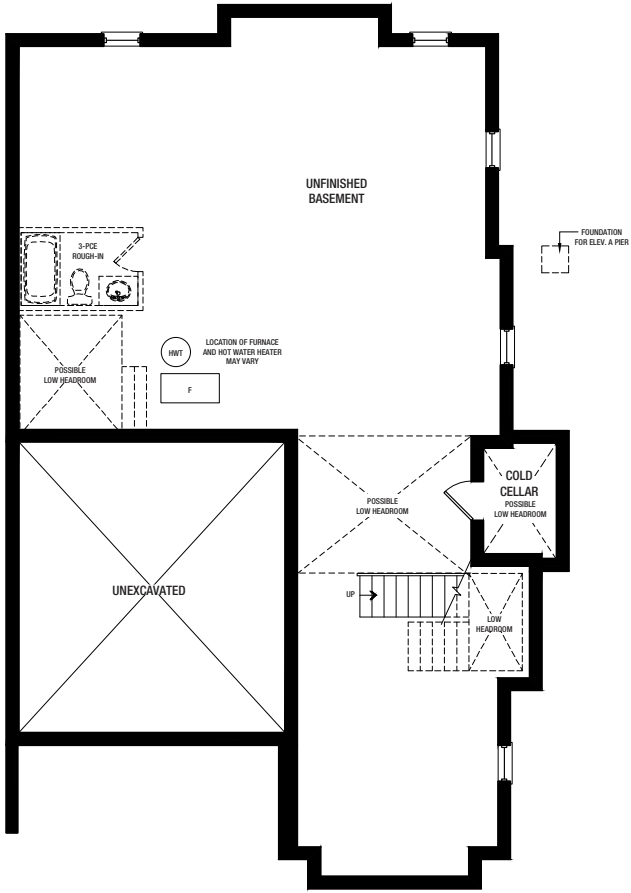 UNFINISHED
BASEMENT
FOUNDATION
FOR ELEV. A PIER
3-PCE
ROUGH-IN
LOCATION OF FURNACE
AND HOT WATER HEATER
MAY VARY
HWT
F
POSSIBLE
LOW HEADROOM
COLD
CELLAR
POSSIBLE
LOW HEADROOM
POSSIBLE
LOW HEADROOM
UNEXCAVATED
UP
LOW
HEADROOM